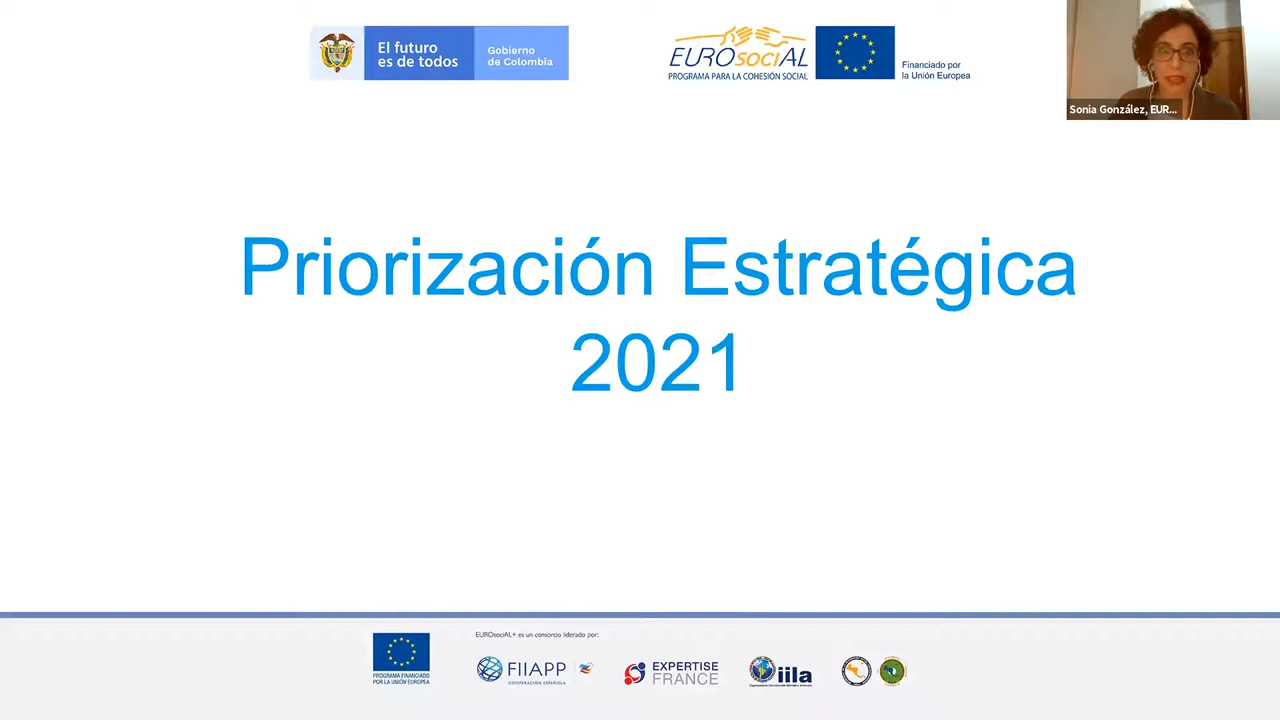 El futuro
es de todos
Gobierno
de Colombia
EUROsociAL
PROGRAMA PARA LA COHESIÓN SOCIAL
Financiado por
la Unión Europea
Sonia González, EUR...
Priorización Estratégica
2021
PROGRAMA FINANCIADO
POR LA UNIÓN EUROPEA
EUROsociAL+ es un consorcio liderado por:
FIIAPP
COOPERACIÓN ESPAÑOLA
EXPERTISE
FRANCE
iila